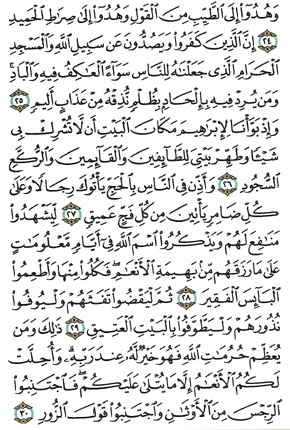 وَهُدُوٓا۟ إِلَى ٱلطَّيِّبِ مِنَ ٱلْقَوْلِ وَهُدُوٓا۟ إِلَىٰ صِرَٰطِ ٱلْحَمِيدِ
﴿٢٤﴾ إِنَّ ٱلَّذِينَ كَفَرُوا۟ وَيَصُدُّونَ عَن سَبِيلِ ٱللَّهِ وَٱلْمَسْجِدِ
ٱلْحَرَامِ ٱلَّذِى جَعَلْنَٰهُ لِلنَّاسِ سَوَآءً ٱلْعَٰكِفُ فِيهِ وَٱلْبَادِ
وَمَن يُرِدْ فِيهِ بِإِلْحَادٍۭ بِظُلْمٍ نُّذِقْهُ مِنْ عَذَابٍ أَلِيمٍ ﴿٢٥﴾
وَإِذْ بَوَّأْنَا لِإِبْرَٰهِيمَ مَكَانَ ٱلْبَيْتِ أَن لَّا تُشْرِكْ بِى
شَيْـًٔا وَطَهِّرْ بَيْتِىَ لِلطَّآئِفِينَ وَٱلْقَآئِمِينَ وَٱلرُّكَّعِ
ٱلسُّجُودِ ﴿٢٦﴾ وَأَذِّن فِى ٱلنَّاسِ بِٱلْحَجِّ يَأْتُوكَ رِجَالًا وَعَلَىٰ
كُلِّ ضَامِرٍ يَأْتِينَ مِن كُلِّ فَجٍّ عَمِيقٍ ﴿٢٧﴾ لِّيَشْهَدُوا۟
مَنَٰفِعَ لَهُمْ وَيَذْكُرُوا۟ ٱسْمَ ٱللَّهِ فِىٓ أَيَّامٍ مَّعْلُومَٰتٍ
عَلَىٰ مَا رَزَقَهُم مِّنۢ بَهِيمَةِ ٱلْأَنْعَٰمِ ۖ فَكُلُوا۟ مِنْهَا وَأَطْعِمُوا۟
ٱلْبَآئِسَ ٱلْفَقِيرَ ﴿٢٨﴾ ثُمَّ لْيَقْضُوا۟ تَفَثَهُمْ وَلْيُوفُوا۟
نُذُورَهُمْ وَلْيَطَّوَّفُوا۟ بِٱلْبَيْتِ ٱلْعَتِيقِ ﴿٢٩﴾ ذَٰلِكَ وَمَن
يُعَظِّمْ حُرُمَٰتِ ٱللَّهِ فَهُوَ خَيْرٌ لَّهُۥ عِندَ رَبِّهِۦ ۗ وَأُحِلَّتْ
لَكُمُ ٱلْأَنْعَٰمُ إِلَّا مَا يُتْلَىٰ عَلَيْكُمْ ۖ فَٱجْتَنِبُوا۟
ٱلرِّجْسَ مِنَ ٱلْأَوْثَٰنِ وَٱجْتَنِبُوا۟ قَوْلَ ٱلزُّورِ ﴿٣٠﴾